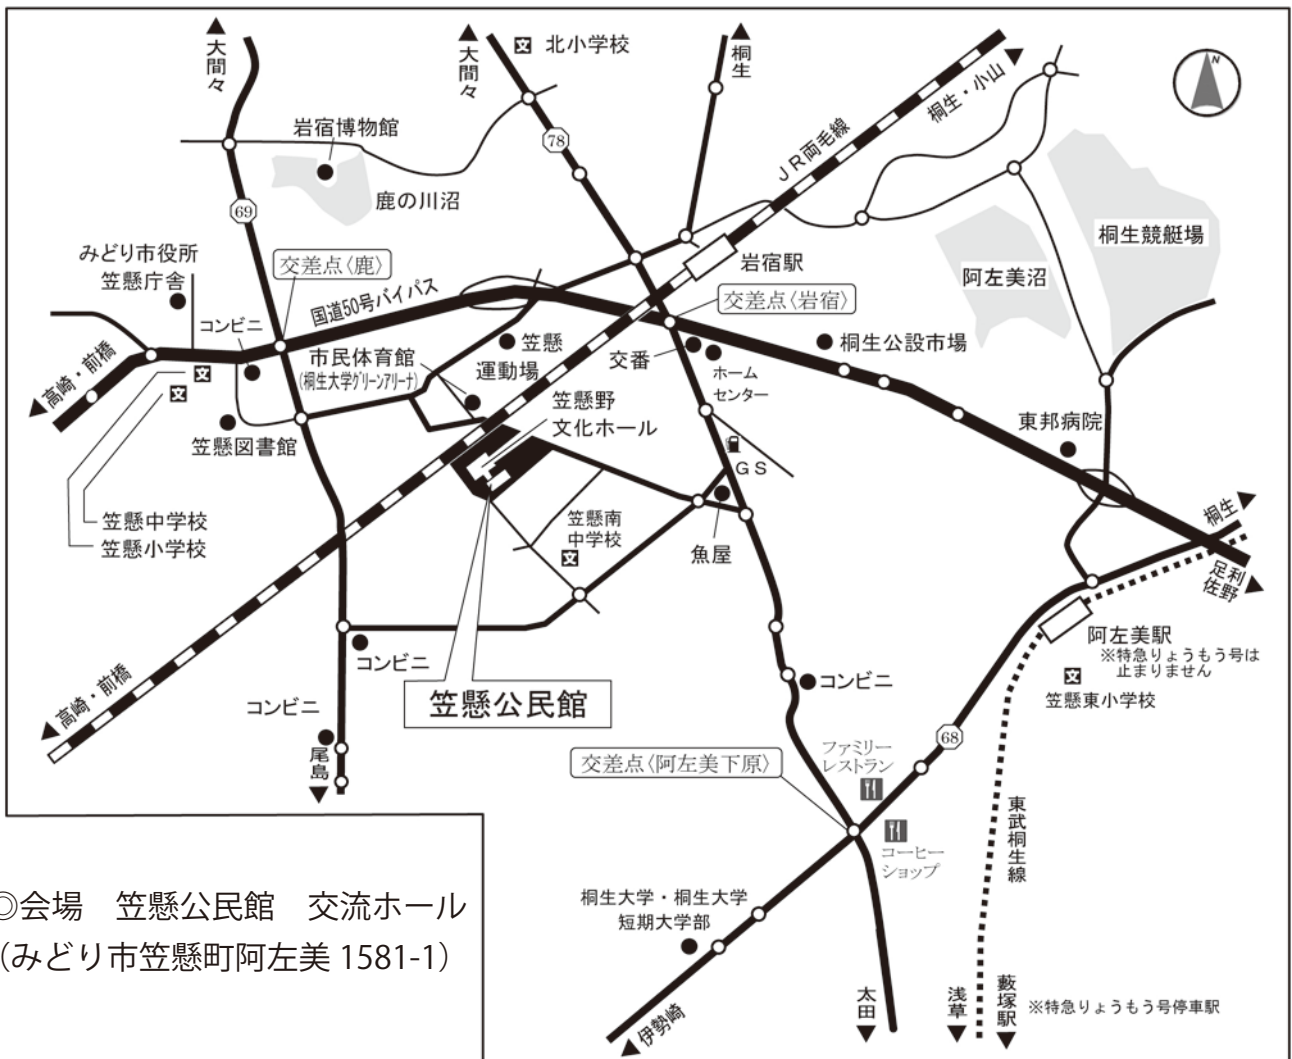 大間々
大間々
北小学校
桐生
N
桐生・小山
JR両毛線
78
岩宿博物館
鹿の川沼
69
みどり市役所
笠懸庁舎
交差点〈鹿〉
国道50号バイパス
コンビニ
岩宿駅
交差点〈岩宿〉
阿左美沼
桐生競艇場
高崎・前橋
市民体育館
(桐生大学グリーンアリーナ)
笠懸
運動場
交番
ホーム
センター
桐生公設市場
笠懸図書館
笠懸野
文化ホール
東邦病院
GS
笠懸中学校
笠懸小学校
笠懸南
中学校
魚屋
桐生
足利
佐野
阿左美駅
※特急りょうもう号は
止まりません
笠懸東小学校
コンビニ
高崎・前橋
コンビニ
笠懸公民館
コンビニ
尾島
68
交差点〈阿左美下原〉
ファミリー
レストラン
コーヒー
ショップ
東武桐生線
桐生大学・桐生大学
短期大学部
伊勢崎
太田
浅草
藪塚駅
※特急りょうもう号停車駅
◎会場 笠懸公民館 交流ホール
(みどり市笠懸町阿左美 1581-1)
文
文
文
文
文